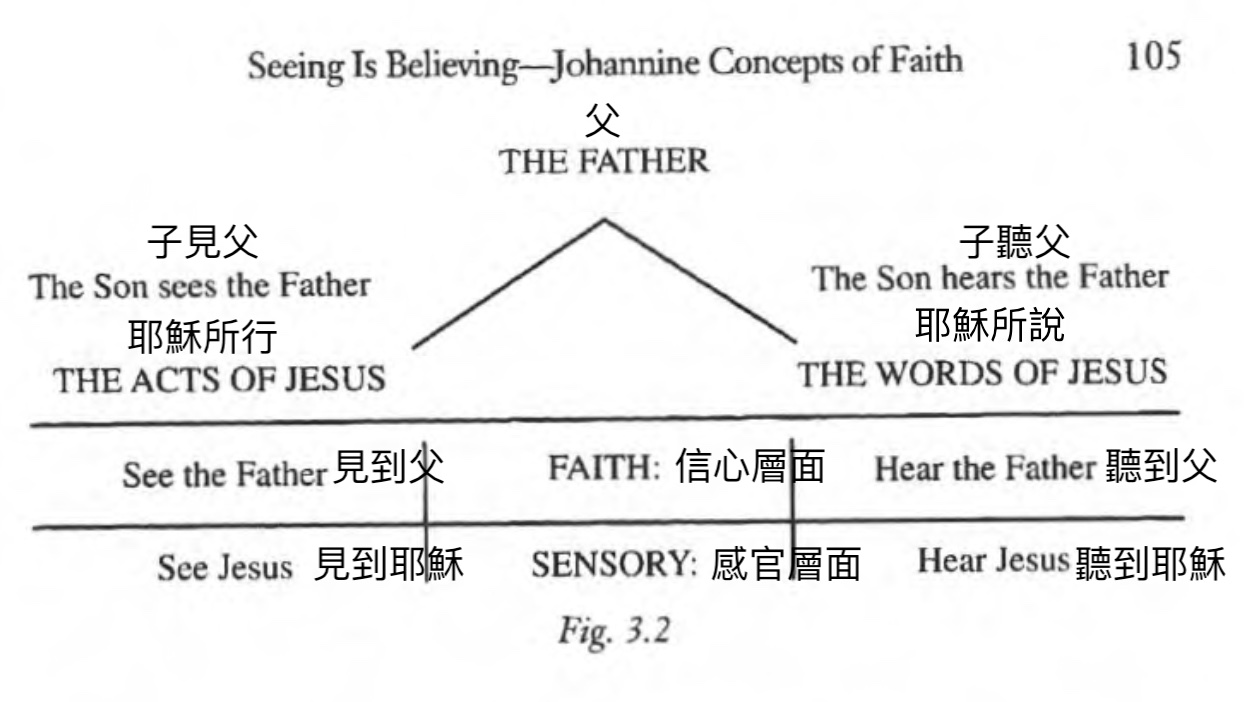 Seeing Is Believing—Johannine Concepts of Faith 105
父
THE FATHER
子見父
The Son sees the Father
耶穌所行
THE ACTS OF JESUS
子聽父
The Son hears the Father
耶穌所說
THE WORDS OF JESUS
See the Father 見到父 FAITH: 信心層面 Hear the Father 聽到父
See Jesus 見到耶穌 SENSORY: 感官層面 Hear Jesus 聽到耶穌
Fig. 3.2